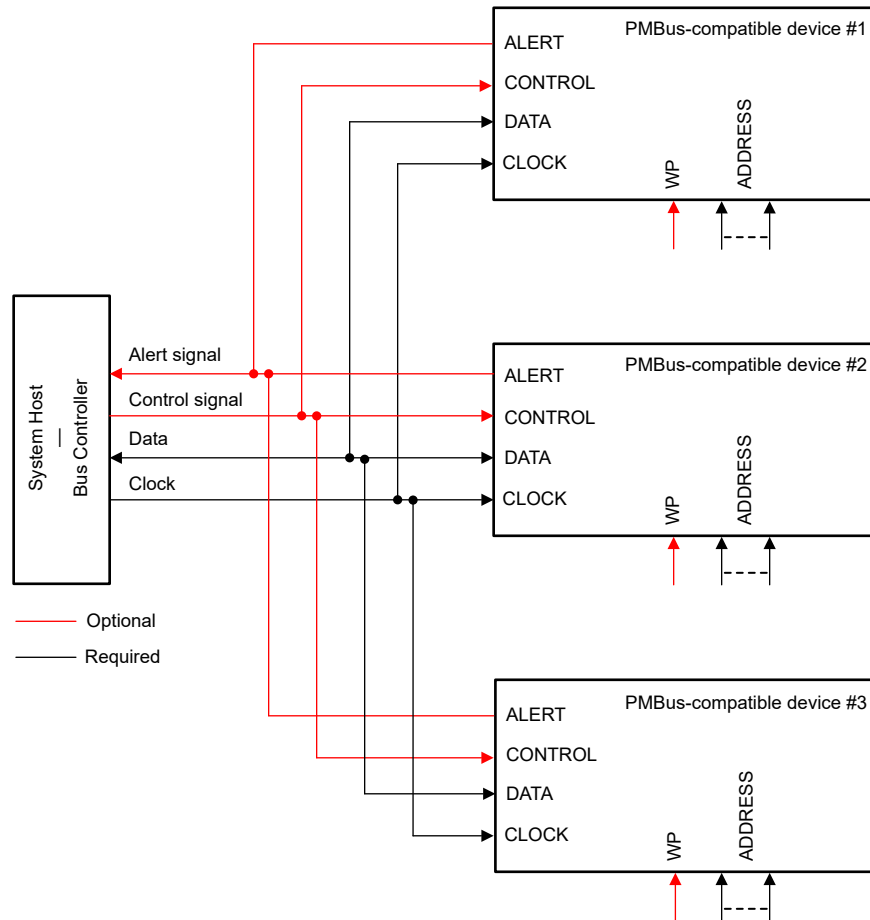 PMBus-compatible device #1
ALERT
CONTROL
DATA
CLOCK
WP
ADDRESS
System Host
—
Bus Controller
Alert signal
Control signal
Data
Clock
PMBus-compatible device #2
ALERT
CONTROL
DATA
CLOCK
WP
ADDRESS
Optional
Required
PMBus-compatible device #3
ALERT
CONTROL
DATA
CLOCK
WP
ADDRESS